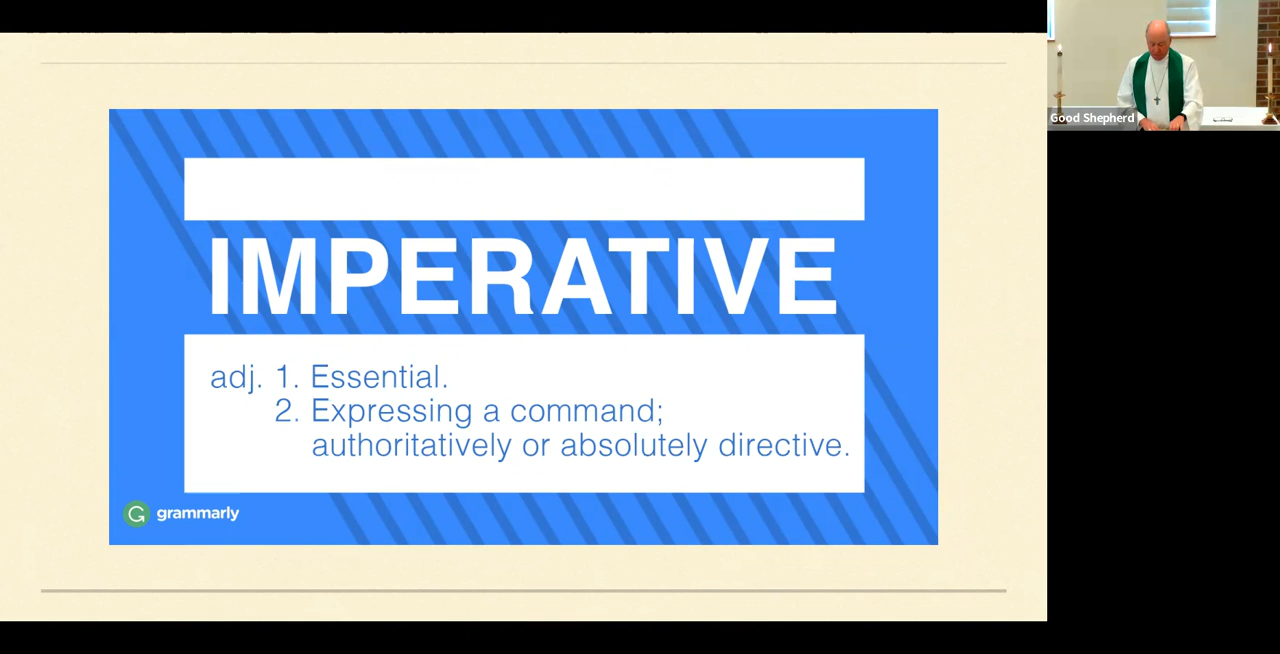 IMPERATIVE
adj. 1. Essential.
2. Expressing a command;
authoritatively or absolutely directive.
grammarly
Good Shepherd